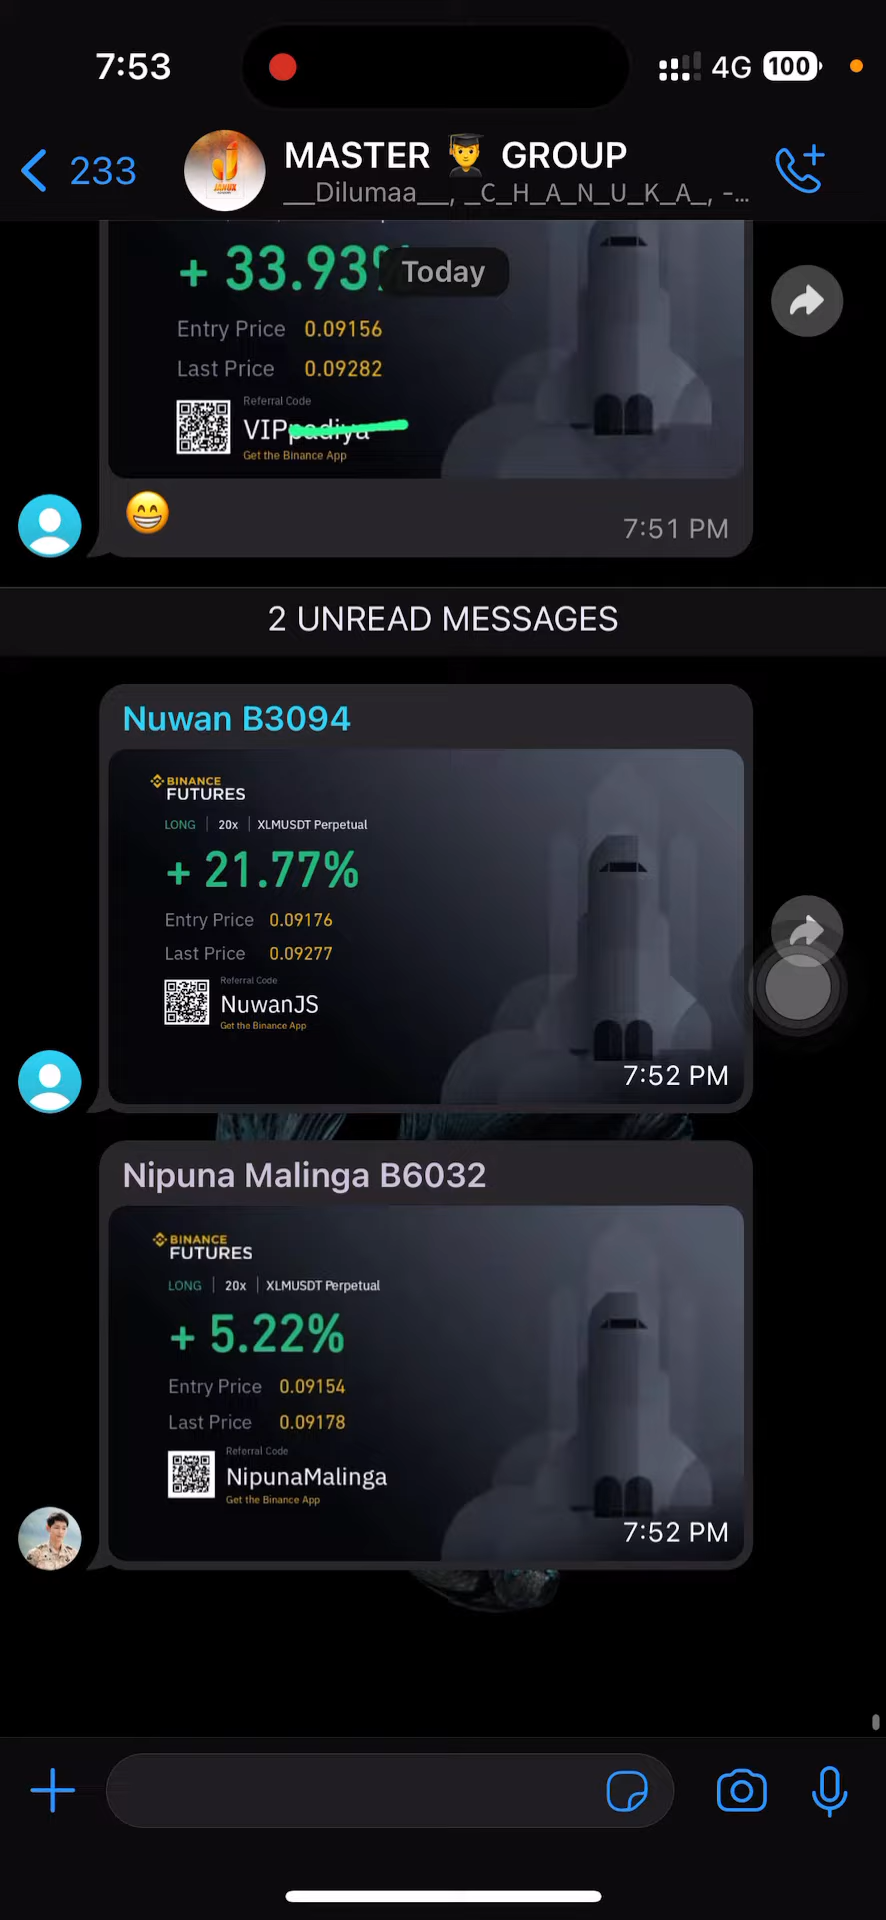 7:53
4G 100
233
MASTER 👨‍🎓 GROUP
__Dilumaa__, _C_H_A_N_U_K_A_, -...
Today
+ 33.93%
Entry Price 0.09156
Last Price 0.09282
Referral Code
VIPpadiya
Get the Binance App
😁
7:51 PM
2 UNREAD MESSAGES
Nuwan B3094
BINANCE
FUTURES
LONG | 20x | XLMUSDT Perpetual
+ 21.77%
Entry Price 0.09176
Last Price 0.09277
Referral Code
NuwanJS
Get the Binance App
7:52 PM
Nipuna Malinga B6032
BINANCE
FUTURES
LONG | 20x | XLMUSDT Perpetual
+ 5.22%
Entry Price 0.09154
Last Price 0.09178
Referral Code
NipunaMalinga
Get the Binance App
7:52 PM